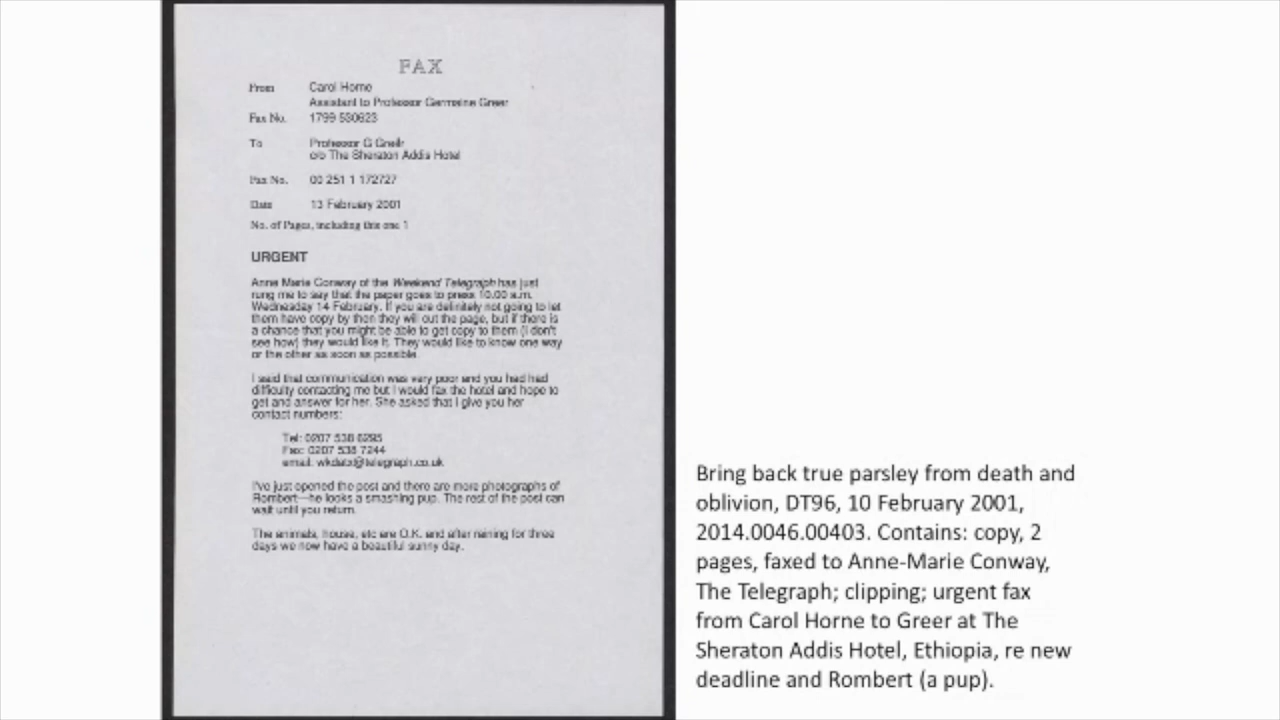 FAX
From Carol Horne
Assistant to Professor Germaine Greer
Fax No. 1799 530623
To Professor G Greer
c/o The Sheraton Addis Hotel
Fax No. 00 251 1 172727
Date 13 February 2001
No. of Pages, including this one 1
URGENT
Anne Marie Conway of the Weekend Telegraph has just
rung me to say that the paper goes to press 10.00 a.m.
Wednesday 14 February. If you are definitely not going to let
them have copy by then they will cut the page, but if there is
a chance that you might be able to get copy to them (I don't
see how) they would like it. They would like to know one way
or the other as soon as possible.
I said that communication was very poor and you had had
difficulty contacting me but I would fax the hotel and hope to
get and answer for her. She asked that I give you her
contact numbers:
Tel: 0207 538 6295
Fax: 0207 538 7244
email: @telegraph.co.uk
I've just opened the post and there are more photographs of
Rombert—he looks a smashing pup. The rest of the post can
wait until you return.
The animals, house, etc are O.K. and after raining for three
days we now have a beautiful sunny day.
Bring back true parsley from death and
oblivion, DT96, 10 February 2001,
2014.0046.00403. Contains: copy, 2
pages, faxed to Anne-Marie Conway,
The Telegraph; clipping; urgent fax
from Carol Horne to Greer at The
Sheraton Addis Hotel, Ethiopia, re new
deadline and Rombert (a pup).